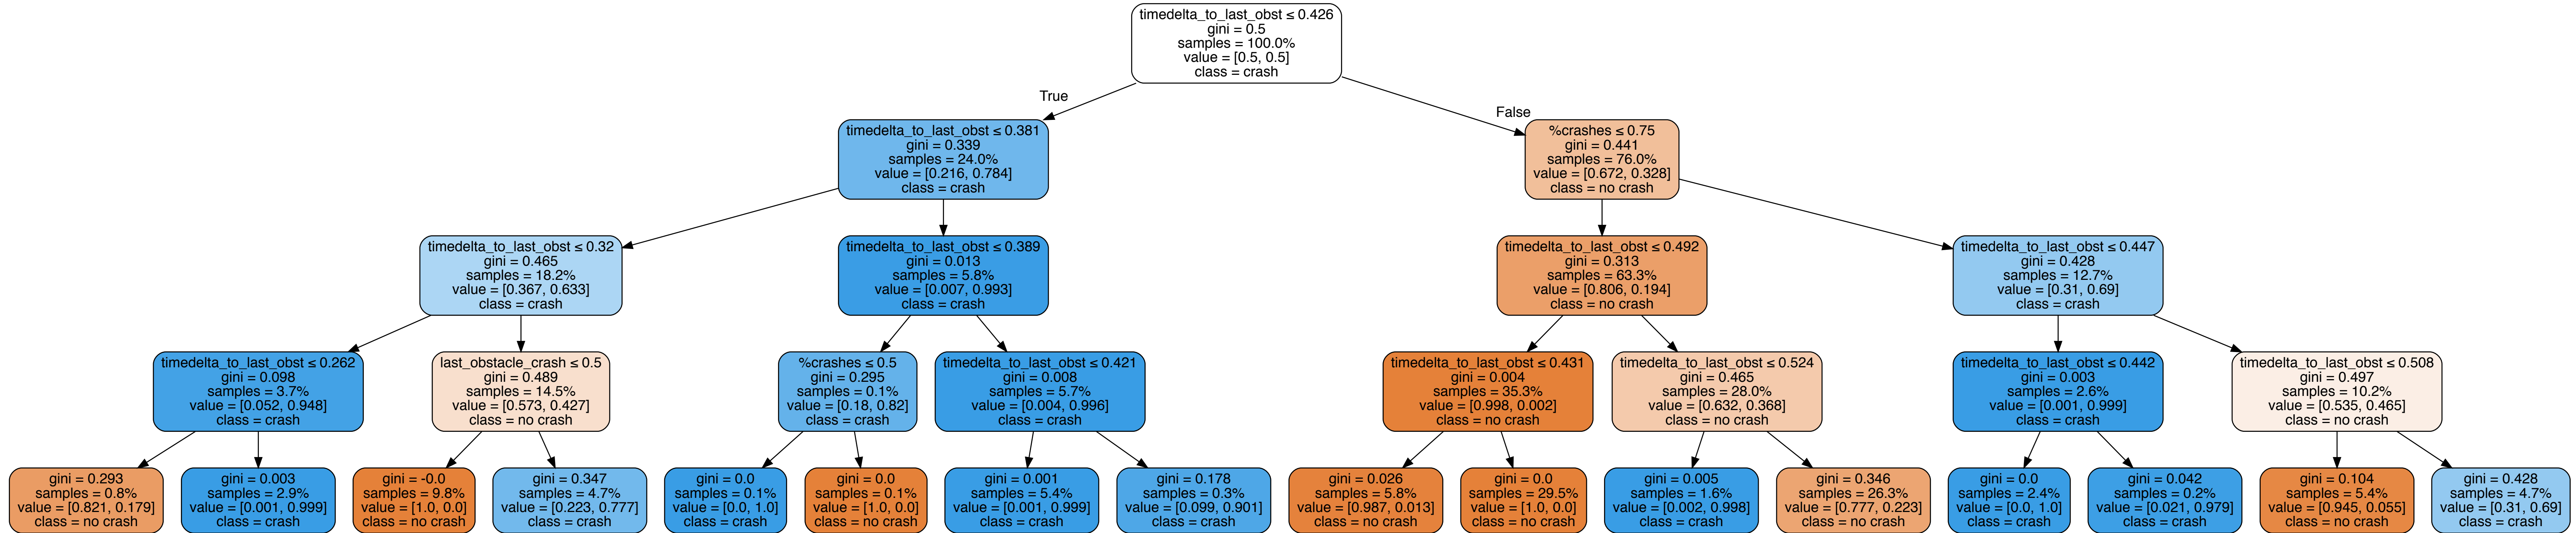 timedelta_to_last_obst ≤ 0.426
gini = 0.5
samples = 100.0%
value = [0.5, 0.5]
class = crash
True
False
timedelta_to_last_obst ≤ 0.381
gini = 0.339
samples = 24.0%
value = [0.216, 0.784]
class = crash
%crashes ≤ 0.75
gini = 0.441
samples = 76.0%
value = [0.672, 0.328]
class = no crash
timedelta_to_last_obst ≤ 0.32
gini = 0.465
samples = 18.2%
value = [0.367, 0.633]
class = crash
timedelta_to_last_obst ≤ 0.389
gini = 0.013
samples = 5.8%
value = [0.007, 0.993]
class = crash
timedelta_to_last_obst ≤ 0.492
gini = 0.313
samples = 63.3%
value = [0.806, 0.194]
class = no crash
timedelta_to_last_obst ≤ 0.447
gini = 0.428
samples = 12.7%
value = [0.31, 0.69]
class = crash
timedelta_to_last_obst ≤ 0.262
gini = 0.098
samples = 3.7%
value = [0.052, 0.948]
class = crash
last_obstacle_crash ≤ 0.5
gini = 0.489
samples = 14.5%
value = [0.573, 0.427]
class = no crash
%crashes ≤ 0.5
gini = 0.295
samples = 0.1%
value = [0.18, 0.82]
class = crash
timedelta_to_last_obst ≤ 0.421
gini = 0.008
samples = 5.7%
value = [0.004, 0.996]
class = crash
timedelta_to_last_obst ≤ 0.431
gini = 0.004
samples = 35.3%
value = [0.998, 0.002]
class = no crash
timedelta_to_last_obst ≤ 0.524
gini = 0.465
samples = 28.0%
value = [0.632, 0.368]
class = no crash
timedelta_to_last_obst ≤ 0.442
gini = 0.003
samples = 2.6%
value = [0.001, 0.999]
class = crash
timedelta_to_last_obst ≤ 0.508
gini = 0.497
samples = 10.2%
value = [0.535, 0.465]
class = no crash
gini = 0.293
samples = 0.8%
value = [0.821, 0.179]
class = no crash
gini = 0.003
samples = 2.9%
value = [0.001, 0.999]
class = crash
gini = -0.0
samples = 9.8%
value = [1.0, 0.0]
class = no crash
gini = 0.347
samples = 4.7%
value = [0.223, 0.777]
class = crash
gini = 0.0
samples = 0.1%
value = [0.0, 1.0]
class = crash
gini = 0.0
samples = 0.1%
value = [1.0, 0.0]
class = no crash
gini = 0.001
samples = 5.4%
value = [0.001, 0.999]
class = crash
gini = 0.178
samples = 0.3%
value = [0.099, 0.901]
class = crash
gini = 0.026
samples = 5.8%
value = [0.987, 0.013]
class = no crash
gini = 0.0
samples = 29.5%
value = [1.0, 0.0]
class = no crash
gini = 0.005
samples = 1.6%
value = [0.002, 0.998]
class = crash
gini = 0.346
samples = 26.3%
value = [0.777, 0.223]
class = no crash
gini = 0.0
samples = 2.4%
value = [0.0, 1.0]
class = crash
gini = 0.042
samples = 0.2%
value = [0.021, 0.979]
class = crash
gini = 0.104
samples = 5.4%
value = [0.945, 0.055]
class = no crash
gini = 0.428
samples = 4.7%
value = [0.31, 0.69]
class = crash